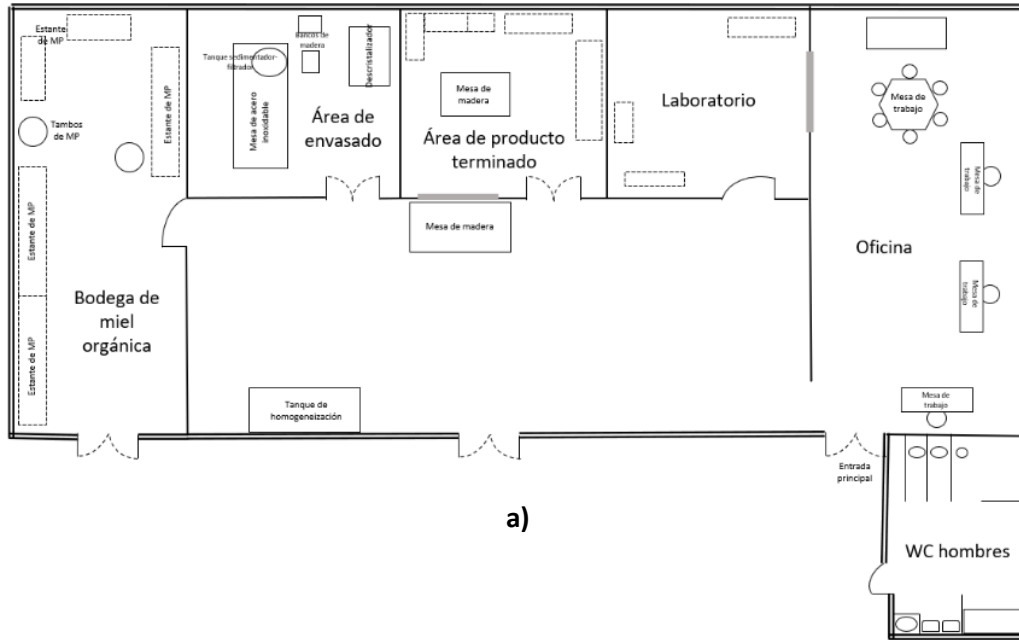 Estante
de MP
Tambos
de MP
Estante de MP
Estante de MP
Estante de MP
Bodega de
miel
orgánica
Bancos de
madera
Tanque sedimentador-
filtrador
Mesa de acero
inoxidable
Descristalizador
Área de
envasado
Mesa de
madera
Área de producto
terminado
Laboratorio
Mesa de
trabajo
Mesa de
trabajo
Mesa de madera
Oficina
Mesa de
trabajo
Tanque de
homogeneización
Mesa de
trabajo
Entrada
principal
a)
WC hombres